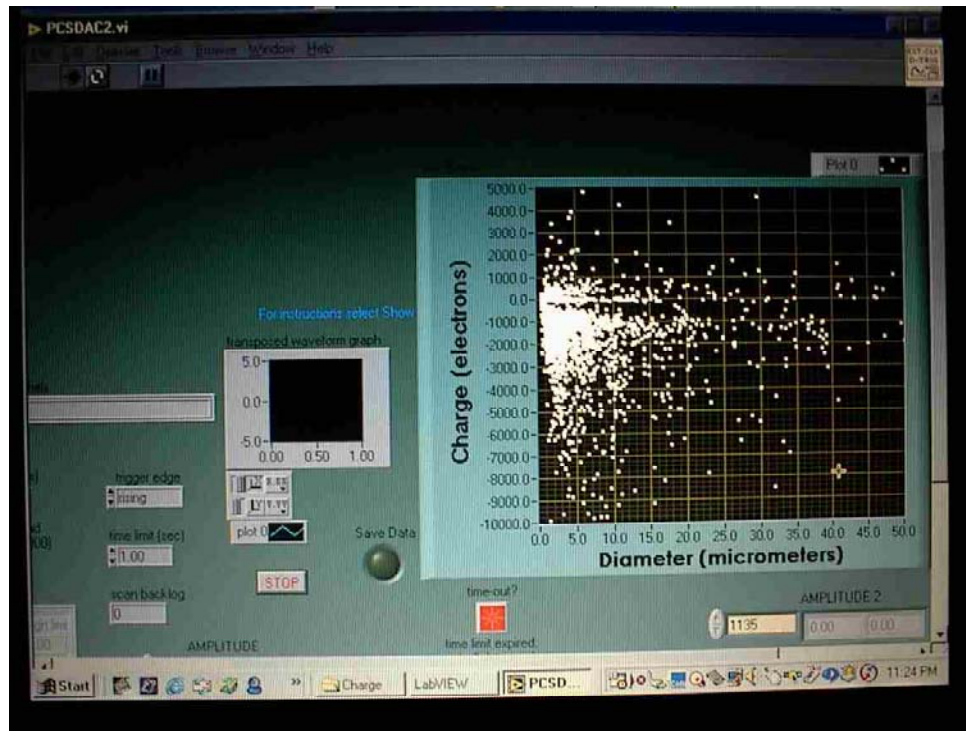 PCSDAC2.vi
Edit Operate Tools Browse Window Help
Plot 0
5000.0
4000.0
3000.0
2000.0
1000.0
0.0
-1000.0
-2000.0
-3000.0
-4000.0
-5000.0
-6000.0
-7000.0
-8000.0
-9000.0
-10000.0
Charge (electrons)
0.0 5.0 10.0 15.0 20.0 25.0 30.0 35.0 40.0 45.0 50.0
Diameter (micrometers)
For instructions select Show
transposed waveform graph
5.0
0.0
-5.0
0.00 0.50 1.00
plot 0
trigger edge
rising
time limit (sec)
1.00
scan backlog
0
STOP
Save Data
time-out?
time limit expired.
AMPLITUDE
AMPLITUDE 2
1135
0.00 0.00
Start
»
Charge
LabVIEW
PCSD...
11:24 PM